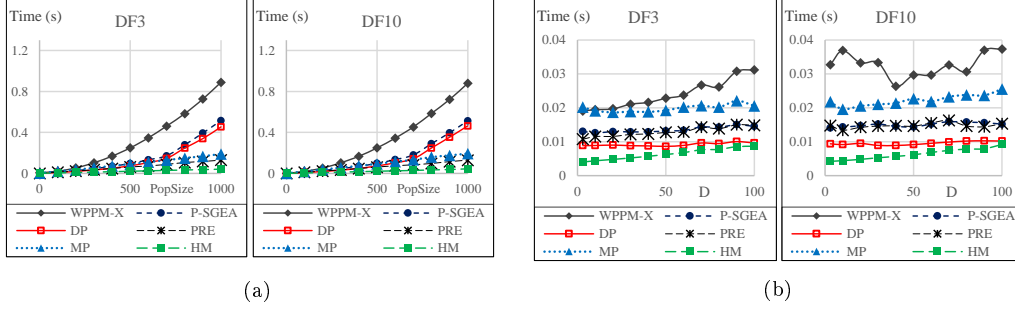 Time (s)
DF3
1.2
0.8
0.4
0
0
500
PopSize
1000
WPPM-X
P-SGEA
DP
PRE
MP
HM
Time (s)
DF10
1.2
0.8
0.4
0
0
500
PopSize
1000
WPPM-X
P-SGEA
DP
PRE
MP
HM
(a)
Time (s)
DF3
0.04
0.03
0.02
0.01
0
0
50
D
100
WPPM-X
P-SGEA
DP
PRE
MP
HM
Time (s)
DF10
0.04
0.03
0.02
0.01
0
0
50
D
100
WPPM-X
P-SGEA
DP
PRE
MP
HM
(b)